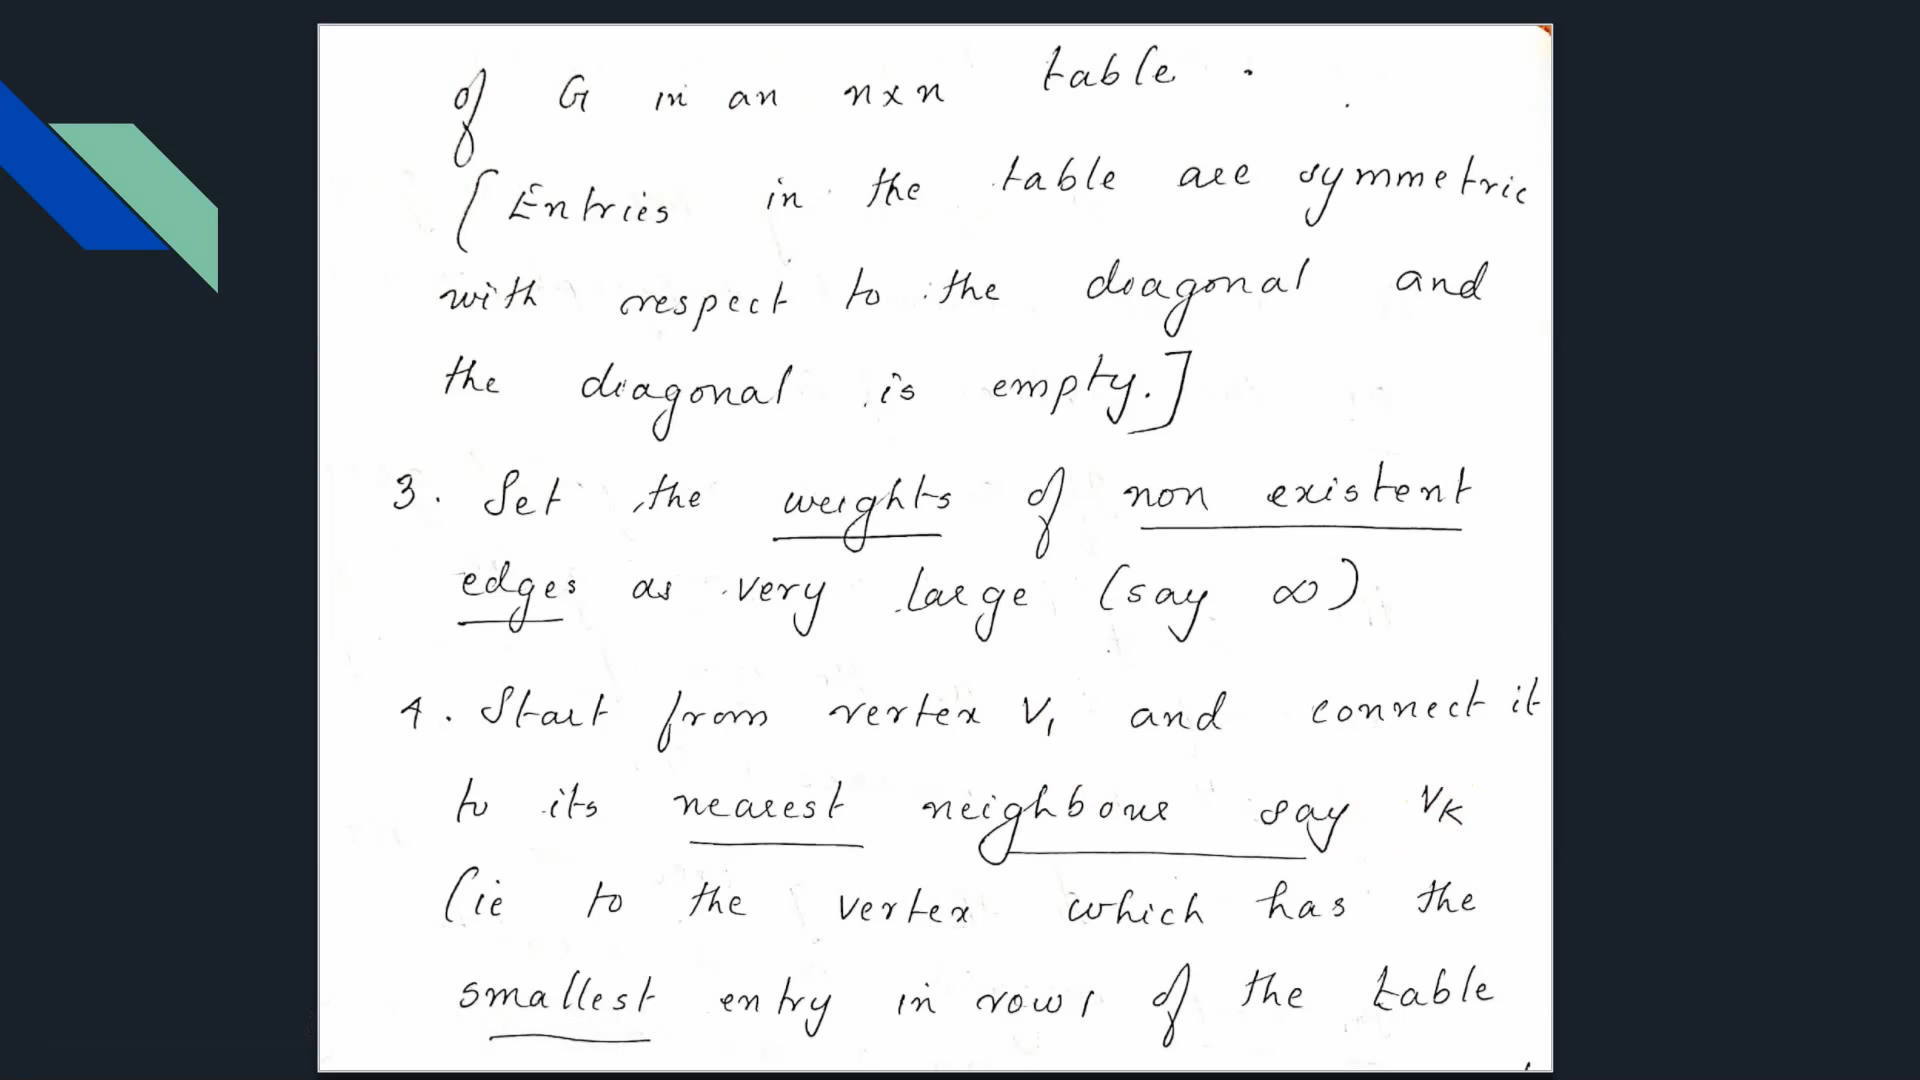 of G in an n×n table.
[Entries in the table are symmetric
with respect to the diagonal and
the diagonal is empty.]
3. Set the weights of non existent
edges as very large (say ∞)
4. Start from vertex V₁ and connect it
to its nearest neighbour say Vₖ
(ie to the vertex which has the
smallest entry in row 1 of the table